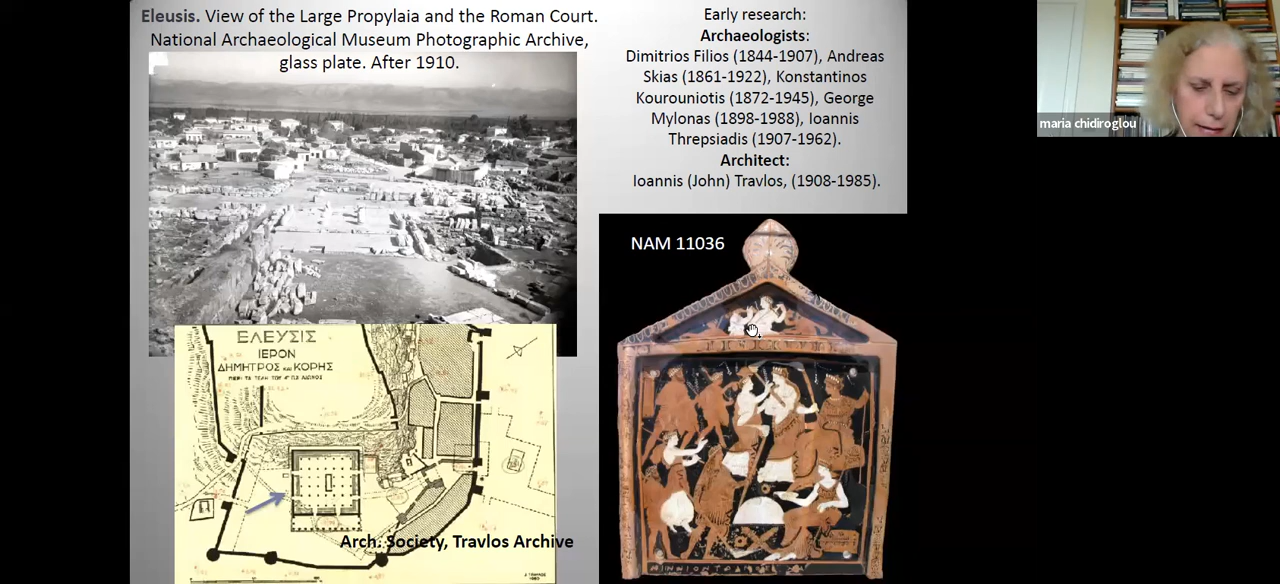 Eleusis. View of the Large Propylaia and the Roman Court.
National Archaeological Museum Photographic Archive,
glass plate. After 1910.
Early research:
Archaeologists:
Dimitrios Filios (1844-1907), Andreas
Skias (1861-1922), Konstantinos
Kourouniotis (1872-1945), George
Mylonas (1898-1988), Ioannis
Threpsiadis (1907-1962).
Architect:
Ioannis (John) Travlos, (1908-1985).
maria chidiroglou
NAM 11036
ΕΛΕΥΣΙΣ
ΙΕΡΟΝ
ΔΗΜΗΤΡΟΣ ΚΑΙ ΚΟΡΗΣ
Arch. Society, Travlos Archive